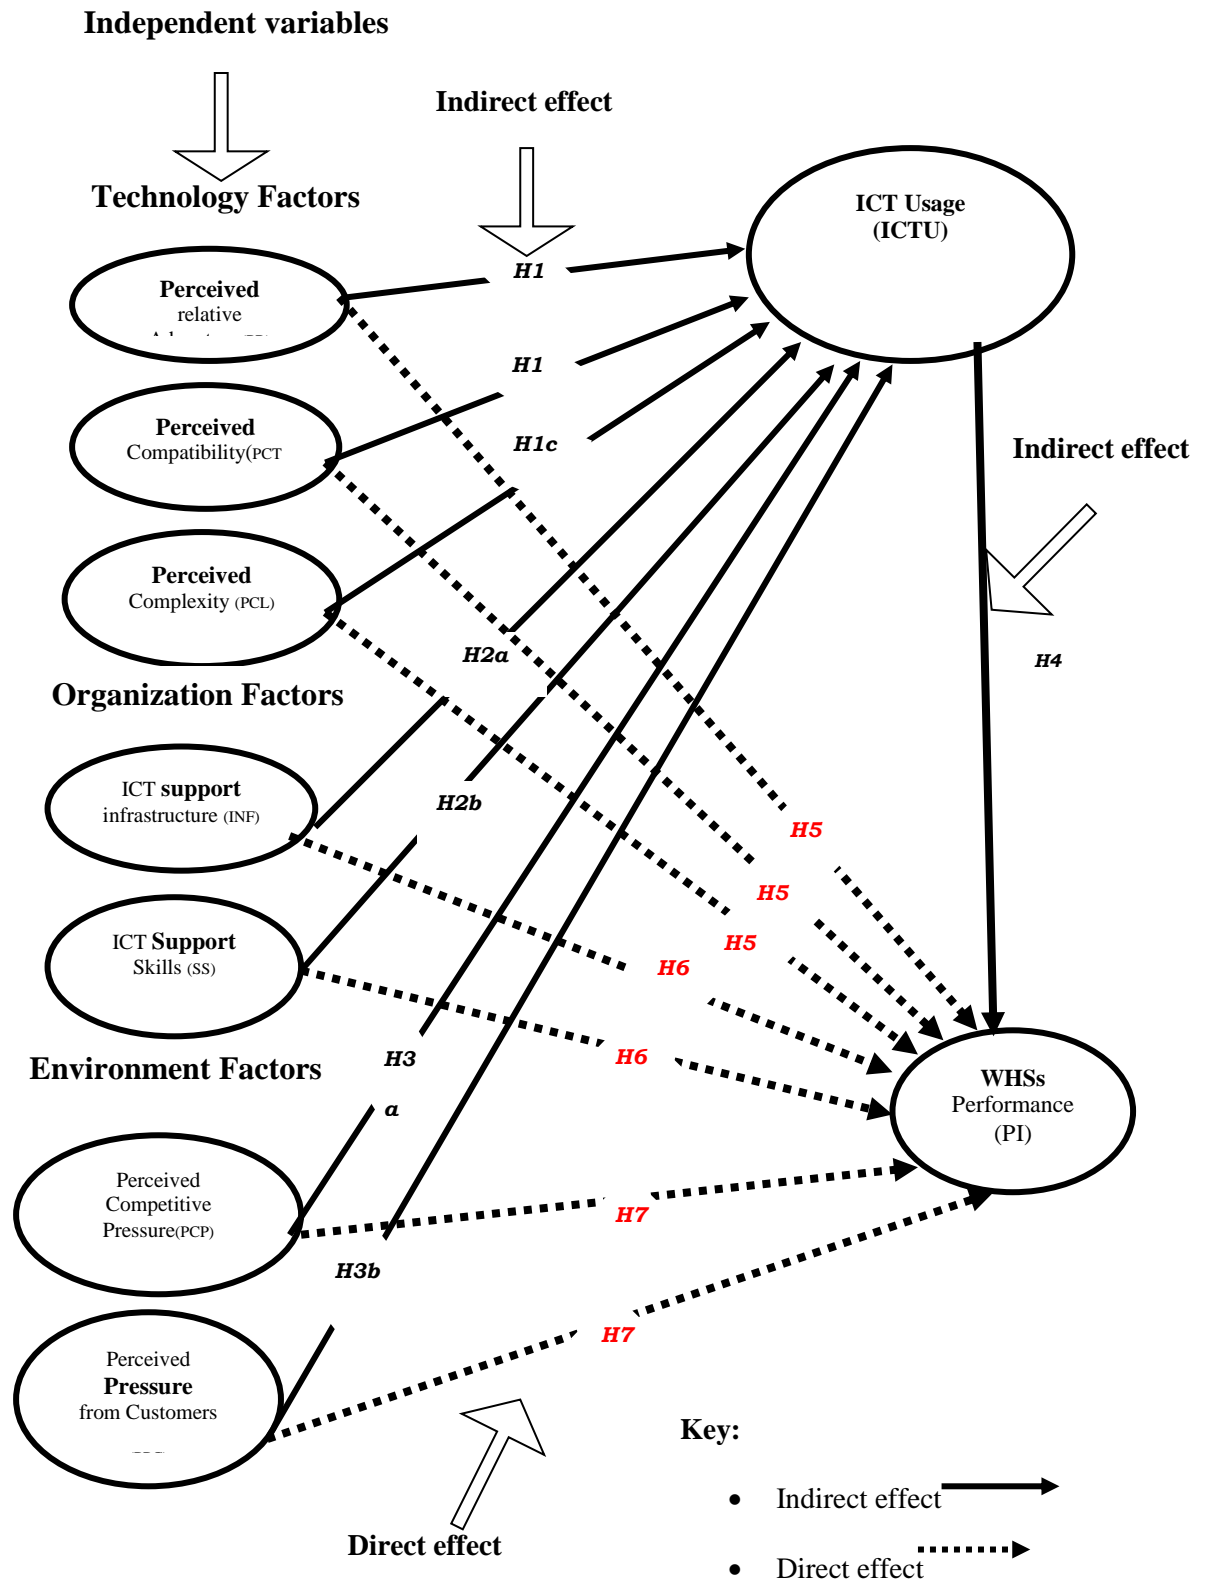 Independent variables
Indirect effect
Technology Factors
ICT Usage
(ICTU)
Perceived
relative
H1
Perceived
Compatibility(PCT
H1
H1c
Indirect effect
Perceived
Complexity (PCL)
H2a
H4
Organization Factors
ICT support
infrastructure (INF)
H2b
H5
H5
ICT Support
Skills (SS)
H5
H6
H3
a
H6
Environment Factors
WHSs
Performance
(PI)
Perceived
Competitive
Pressure(PCP)
H7
H3b
H7
Perceived
Pressure
from Customers
Key:
• Indirect effect
• Direct effect
Direct effect